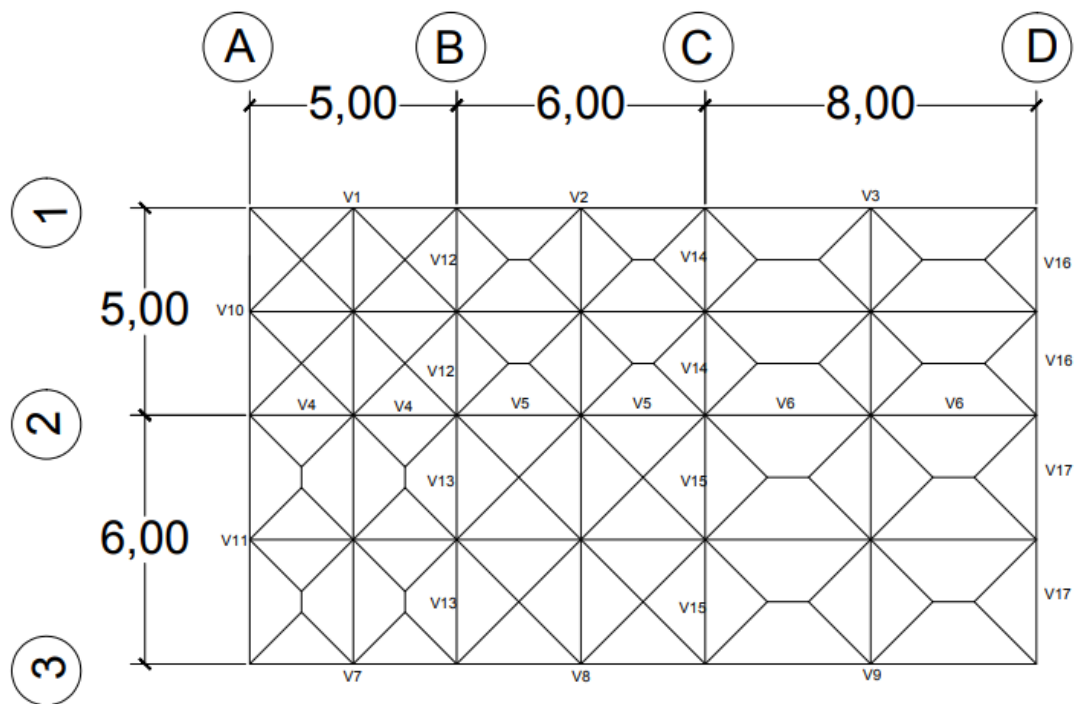 A B C D
5,00 6,00 8,00
1
V1 V2 V3
V12 V14 V16
5,00
V10
V12 V14 V16
V4 V4 V5 V5 V6 V6
2
V13 V15 V17
6,00
V11
V13 V15 V17
3
V7 V8 V9